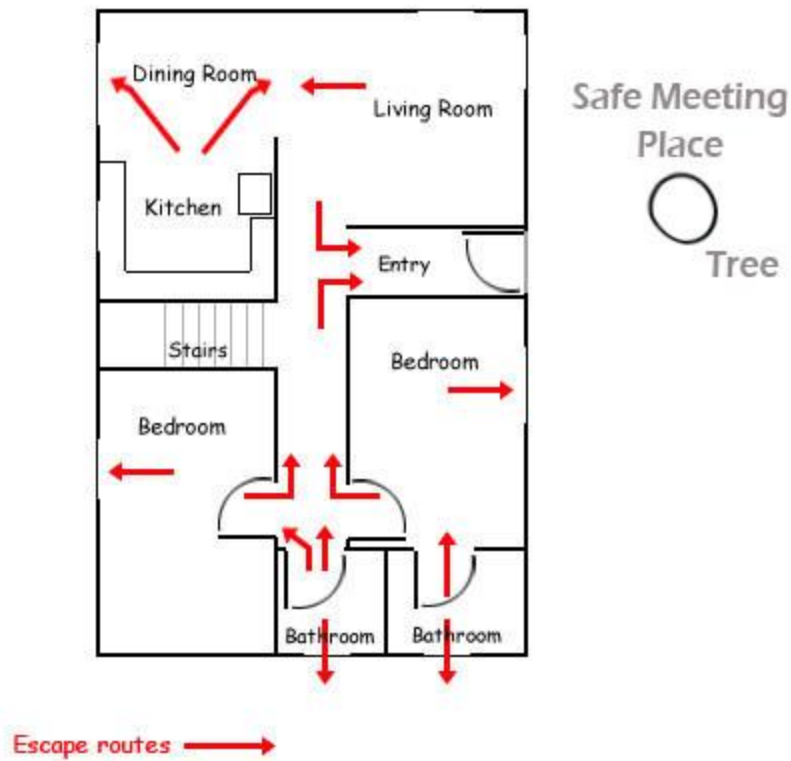 Dining Room
Living Room
Safe Meeting
Place
Tree
Kitchen
Entry
Stairs
Bedroom
Bedroom
Bathroom
Bathroom
Escape routes